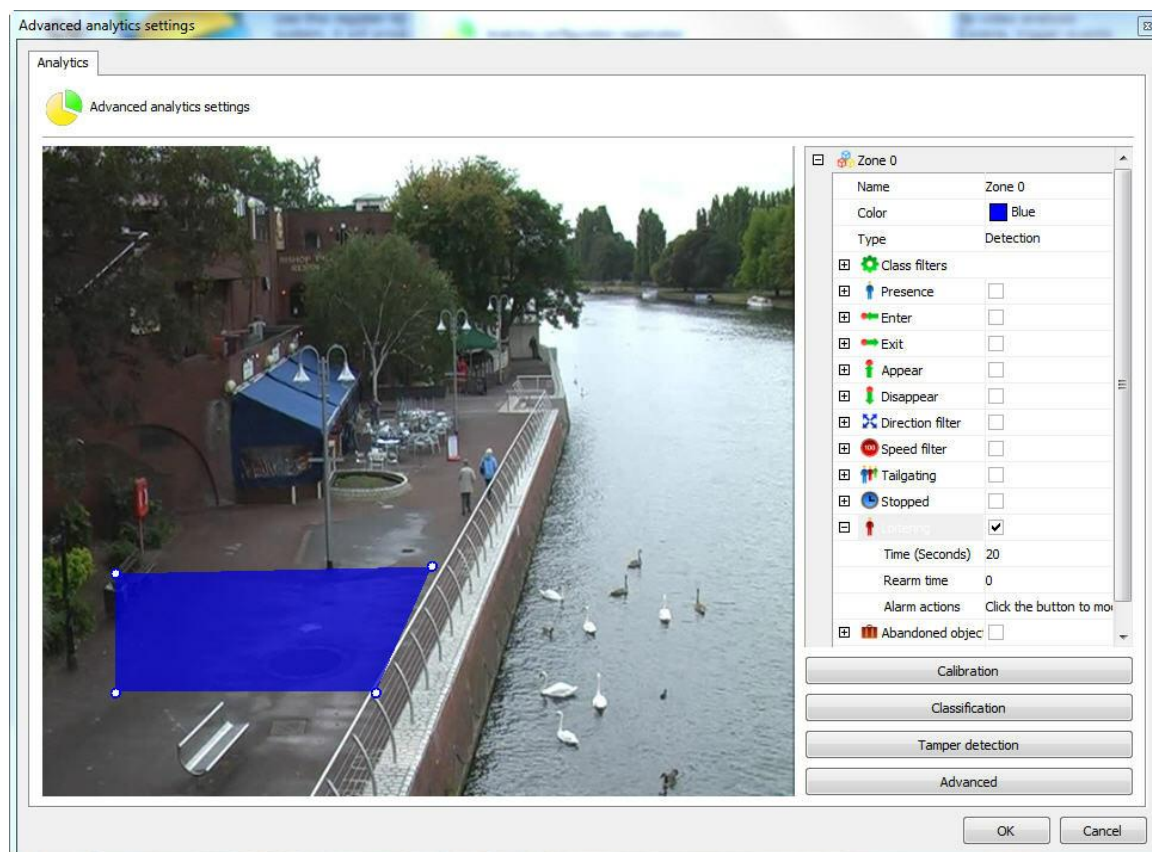 Advanced analytics settings
Analytics
Advanced analytics settings
Zone 0
Name Zone 0
Color Blue
Type Detection
Class filters
Presence
Enter
Exit
Appear
Disappear
Direction filter
100 Speed filter
Tailgating
Stopped
Loitering
Time (Seconds) 20
Rearm time 0
Alarm actions Click the button to mo
Abandoned objec
Calibration
Classification
Tamper detection
Advanced
OK Cancel